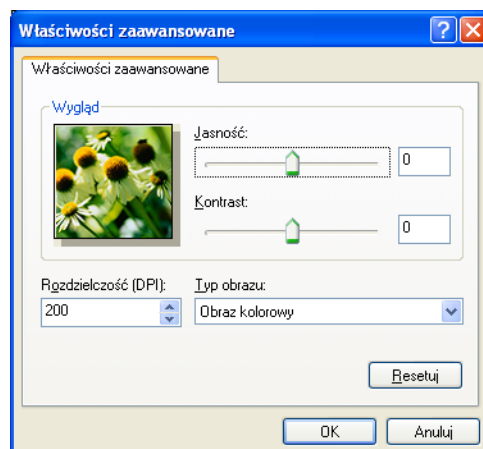 Właściwości zaawansowane
Właściwości zaawansowane
Wygląd
Jasność:
0
Kontrast:
0
Rozdzielczość (DPI):
Typ obrazu:
200
Obraz kolorowy
Resetuj
OK
Anuluj